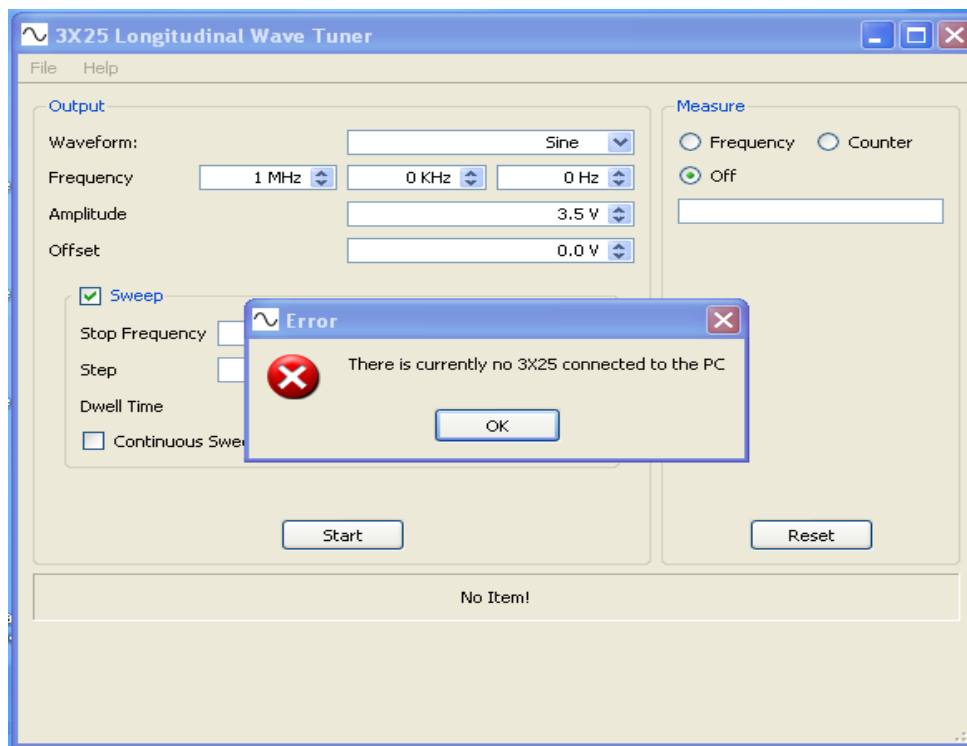 3X25 Longitudinal Wave Tuner
File Help
Output
Waveform: Sine
Frequency 1 MHz 0 KHz 0 Hz
Amplitude 3.5 V
Offset 0.0 V
Sweep
Stop Frequency
Step
Dwell Time
Continuous Swe
Start
Measure
Frequency Counter
Off
Reset
Error
There is currently no 3X25 connected to the PC
OK
No Item!